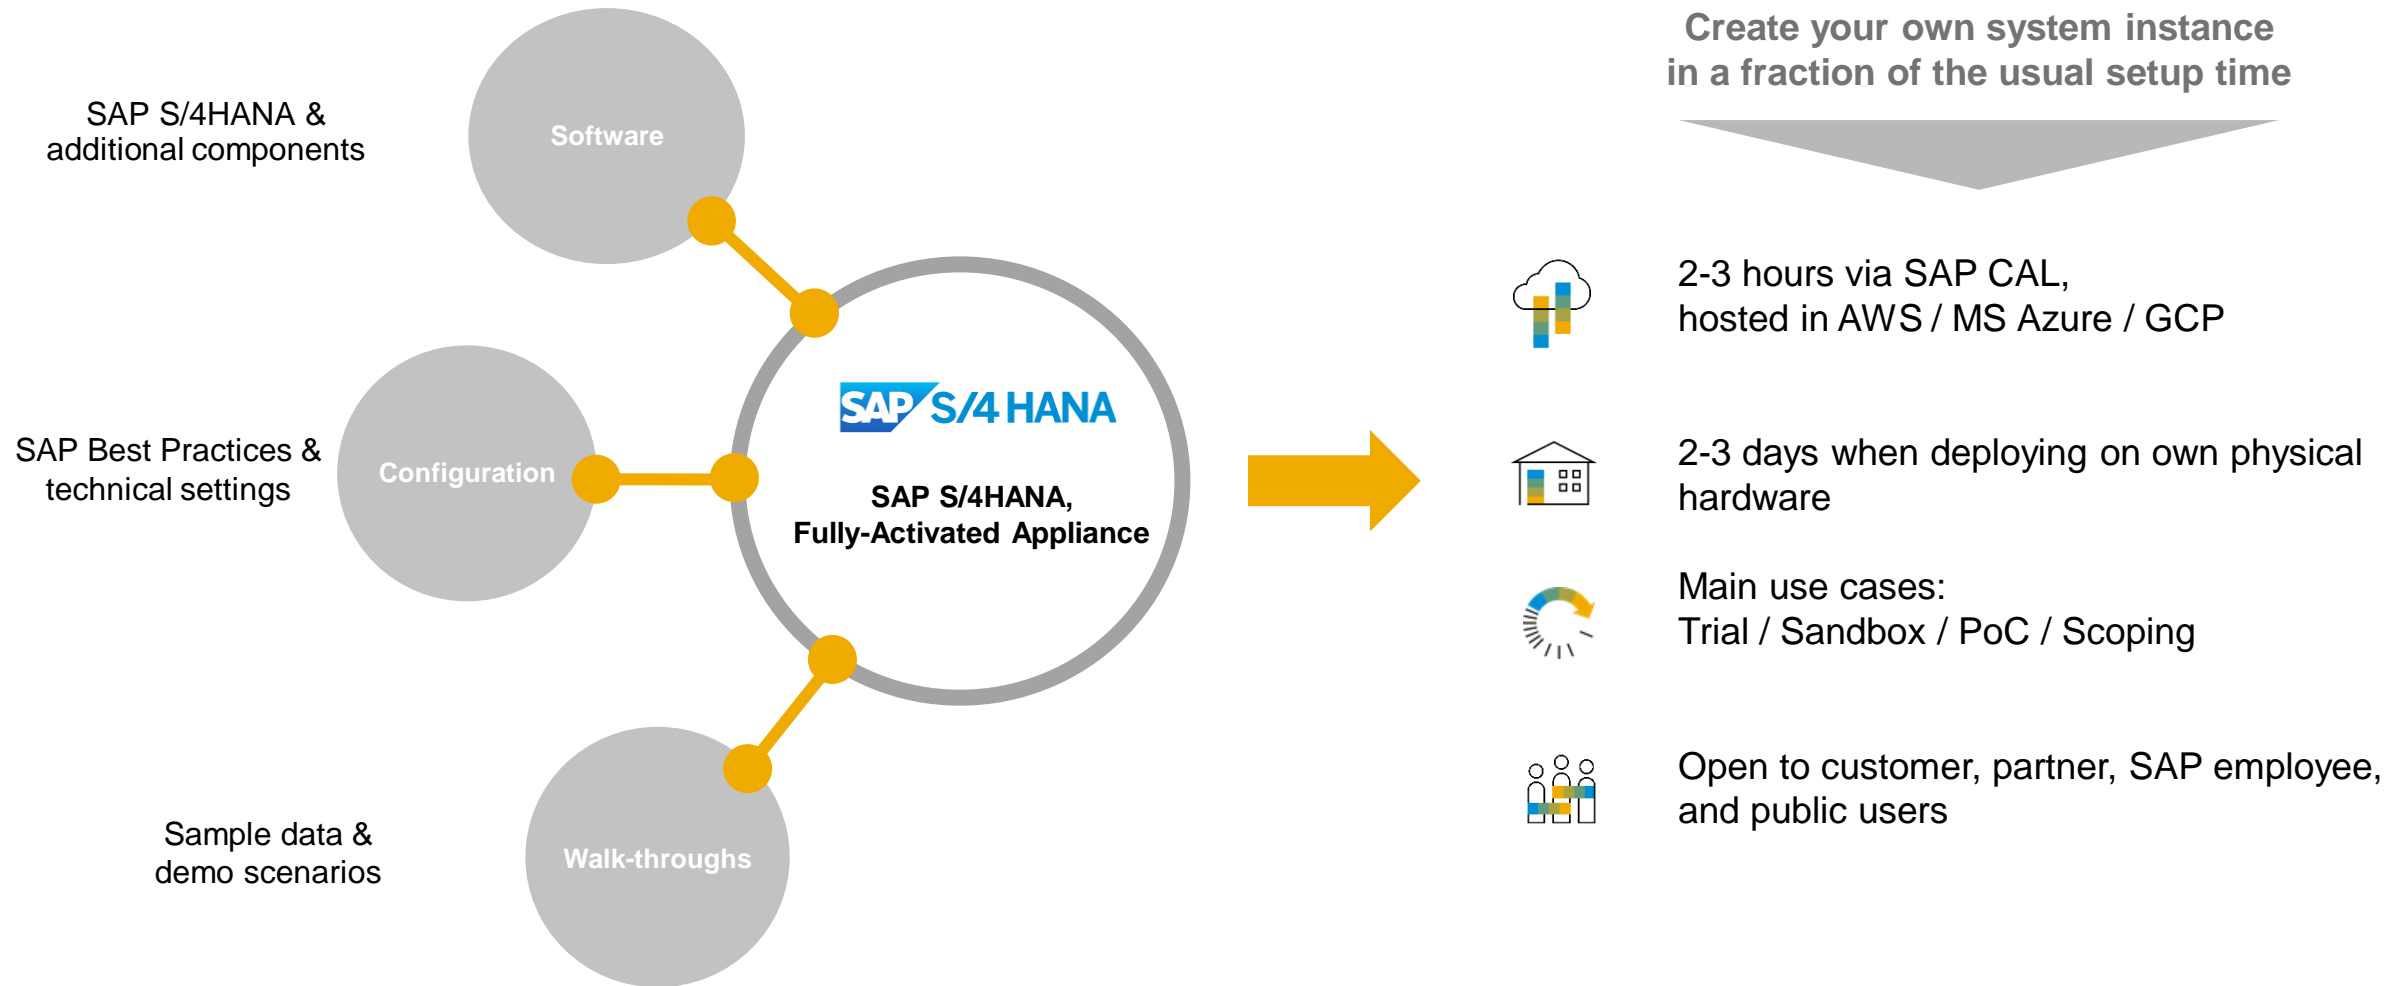 SAP S/4HANA &
additional components
Software
SAP Best Practices &
technical settings
Configuration
Sample data &
demo scenarios
Walk-throughs
SAP S/4 HANA
SAP S/4HANA,
Fully-Activated Appliance
Create your own system instance
in a fraction of the usual setup time
2-3 hours via SAP CAL,
hosted in AWS / MS Azure / GCP
2-3 days when deploying on own physical
hardware
Main use cases:
Trial / Sandbox / PoC / Scoping
Open to customer, partner, SAP employee,
and public users